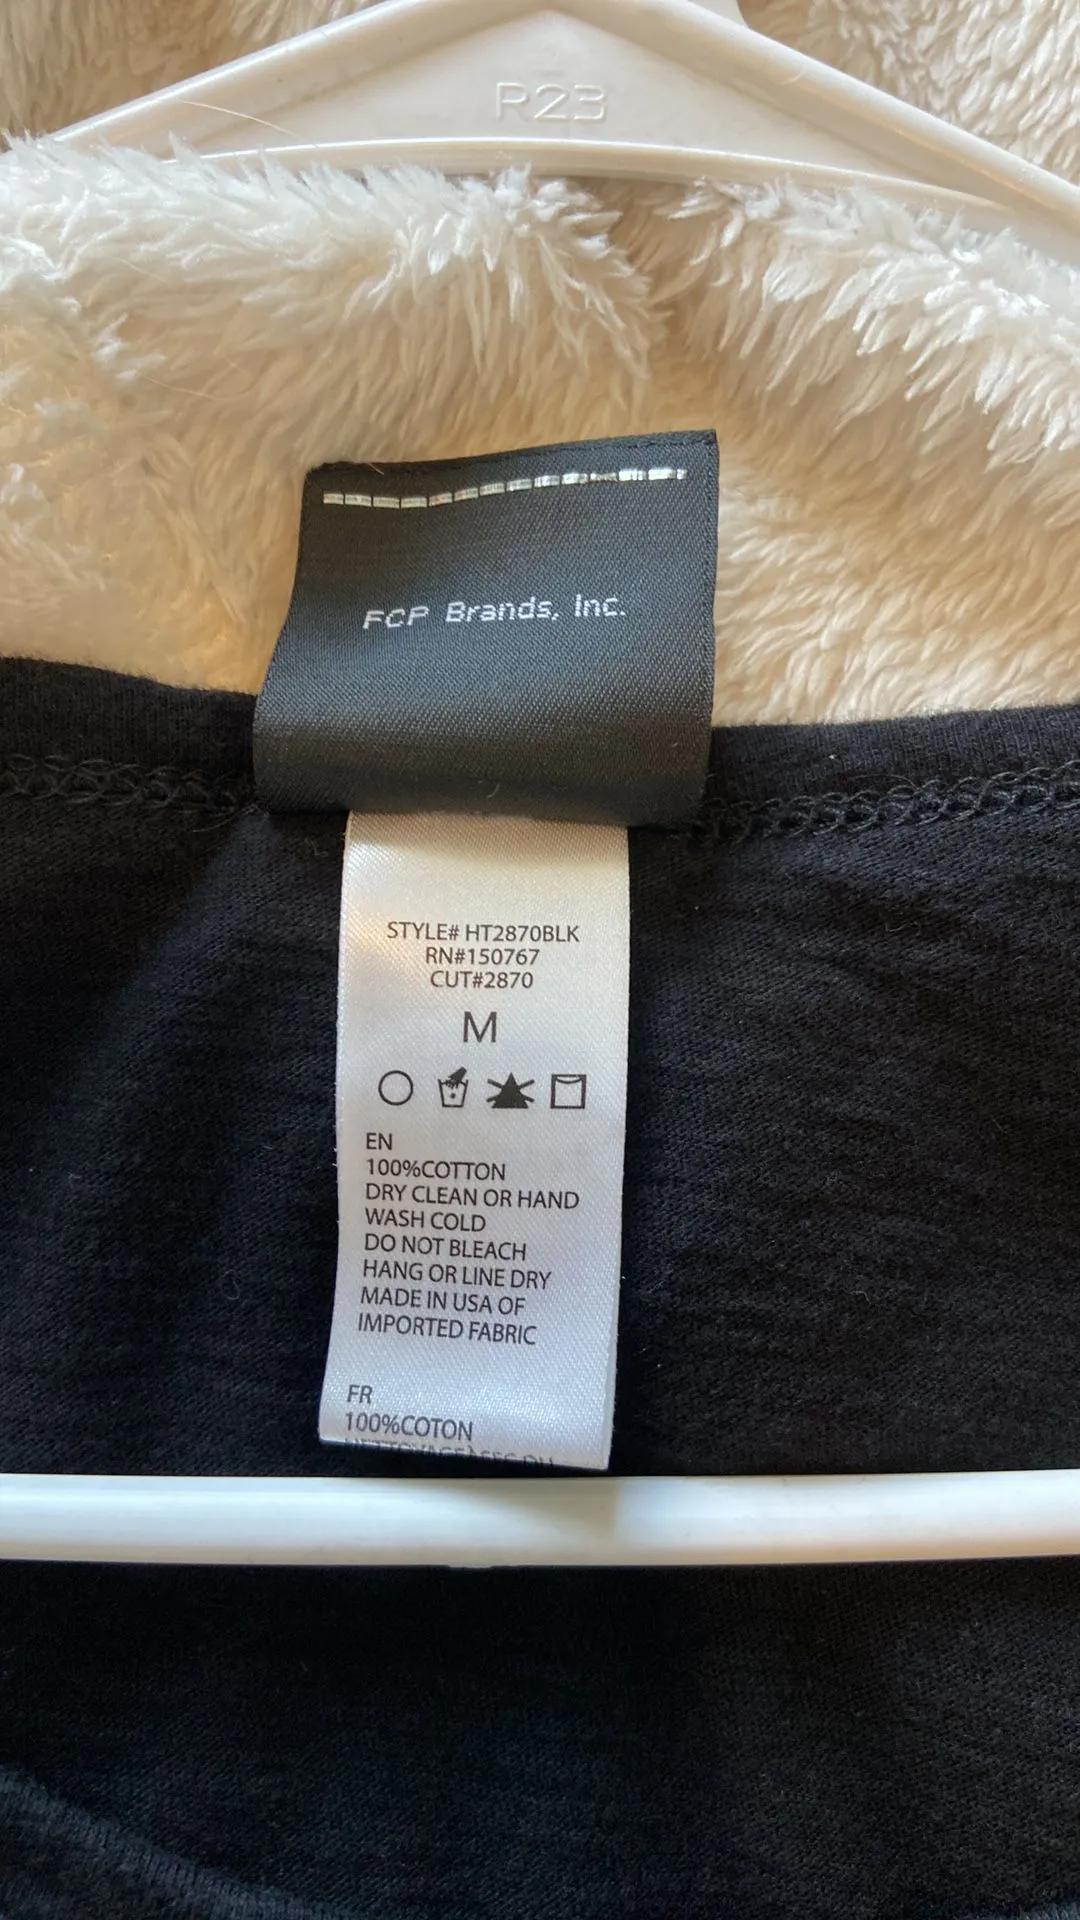 R23
FCP Brands, Inc.
STYLE# HT2870BLK
RN#150767
CUT#2870
M
EN
100%COTTON
DRY CLEAN OR HAND
WASH COLD
DO NOT BLEACH
HANG OR LINE DRY
MADE IN USA OF
IMPORTED FABRIC
FR
100%COTON